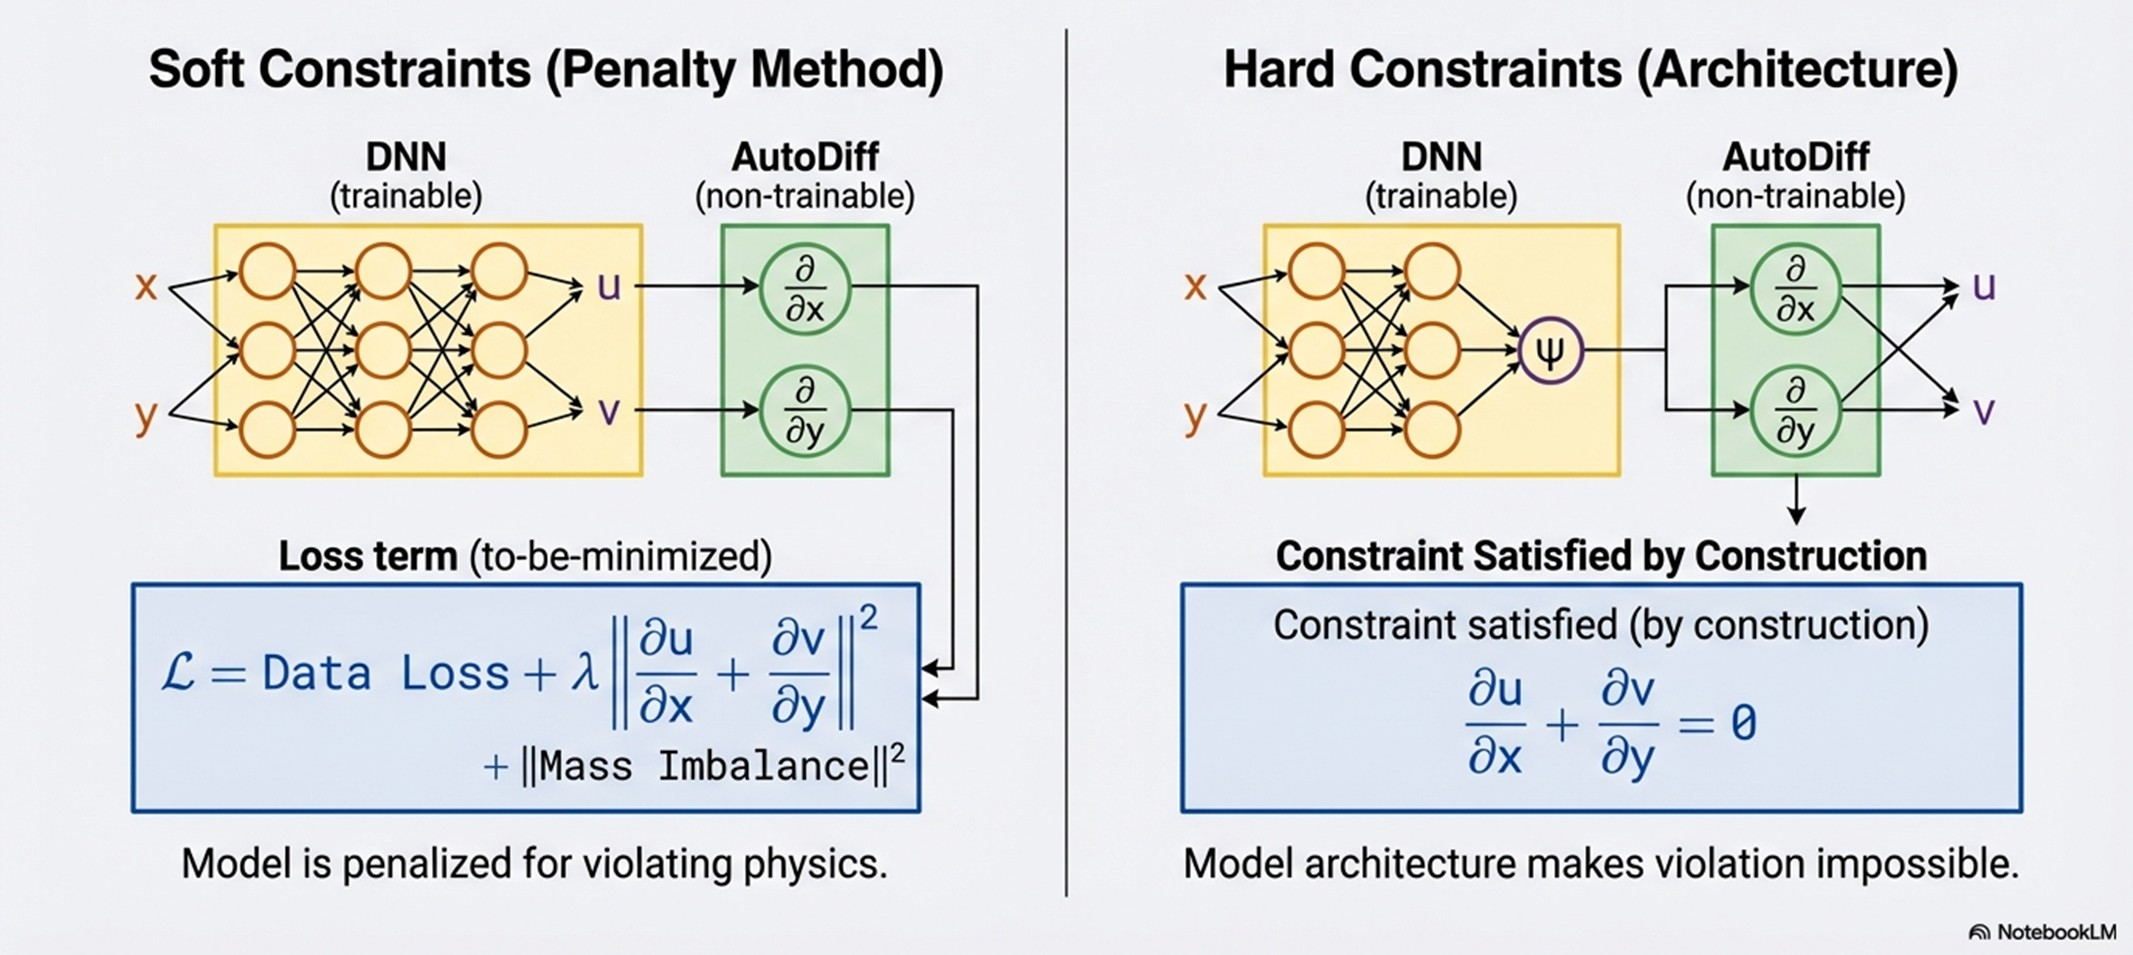 Soft Constraints (Penalty Method)
DNN
(trainable)
AutoDiff
(non-trainable)
x
y
u
v
∂/∂x
∂/∂y
Loss term (to-be-minimized)
ℒ = Data Loss + λ‖∂u/∂x + ∂v/∂y‖²
+ ‖Mass Imbalance‖²
Model is penalized for violating physics.
Hard Constraints (Architecture)
DNN
(trainable)
AutoDiff
(non-trainable)
x
y
ψ
∂/∂x
∂/∂y
u
v
Constraint Satisfied by Construction
Constraint satisfied (by construction)
∂u/∂x + ∂v/∂y = 0
Model architecture makes violation impossible.
NotebookLM